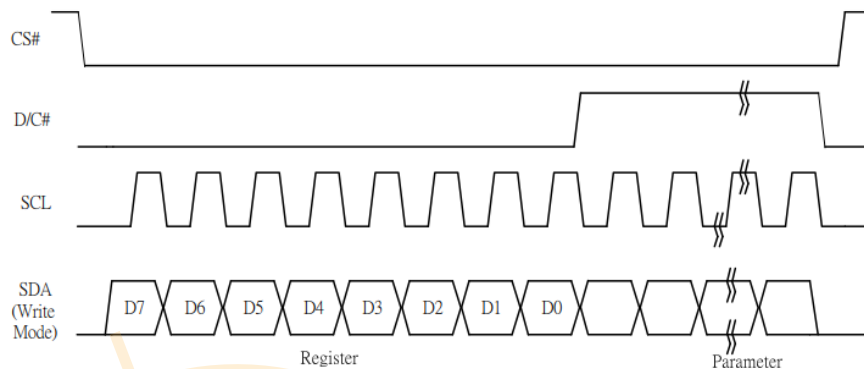 CS#
D/C#
SCL
SDA
(Write
Mode)
D7 D6 D5 D4 D3 D2 D1 D0
Register Parameter